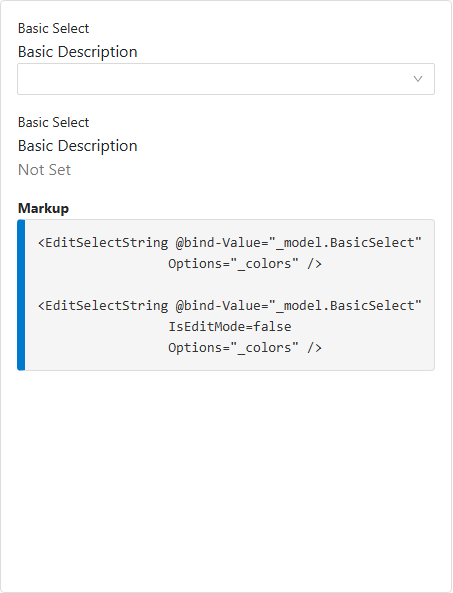 Basic Select
Basic Description
Basic Select
Basic Description
Not Set
Markup
<EditSelectString @bind-Value="_model.BasicSelect"
Options="_colors" />
<EditSelectString @bind-Value="_model.BasicSelect"
IsEditMode=false
Options="_colors" />